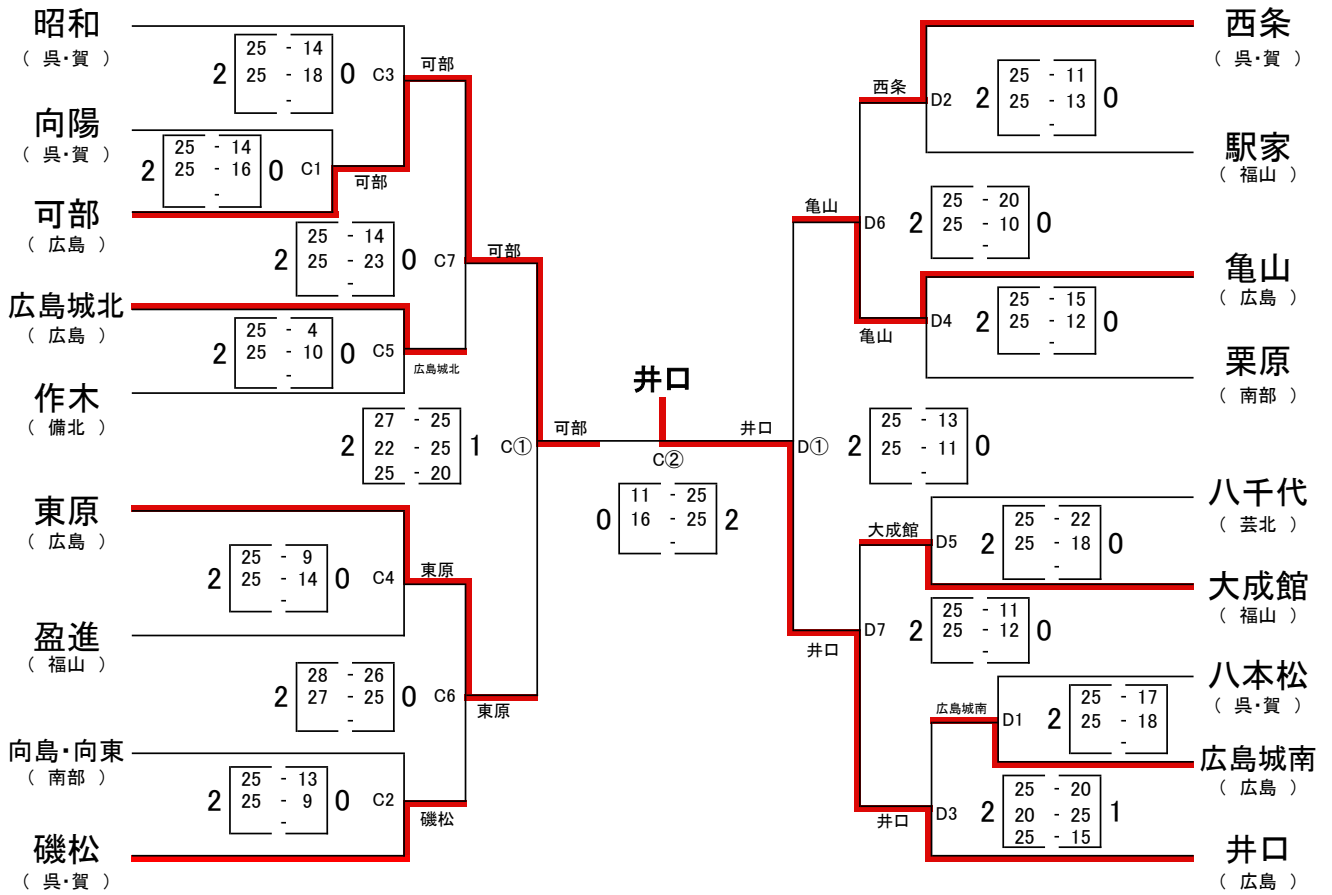 昭和
( 呉・賀 )
25 - 14
2 25 - 18 0 C3
-
可部
向陽
( 呉・賀 )
25 - 14
2 25 - 16 0 C1
-
可部
可部
( 広島 )
25 - 14
2 25 - 23 0 C7
-
可部
広島城北
( 広島 )
25 - 4
2 25 - 10 0 C5
-
広島城北
作木
( 備北 )
27 - 25
2 22 - 25 1 C①
25 - 20
可部
東原
( 広島 )
25 - 9
2 25 - 14 0 C4
-
東原
盈進
( 福山 )
28 - 26
2 27 - 25 0 C6
-
東原
向島・向東
( 南部 )
25 - 13
2 25 - 9 0 C2
-
磯松
磯松
( 呉・賀 )
井口
C②
11 - 25
0 16 - 25 2
-
西条
( 呉・賀 )
西条
25 - 11
D2 2 25 - 13 0
-
駅家
( 福山 )
亀山
25 - 20
D6 2 25 - 10 0
-
亀山
( 広島 )
25 - 15
D4 2 25 - 12 0
-
亀山
栗原
( 南部 )
井口
25 - 13
D① 2 25 - 11 0
-
八千代
( 芸北 )
大成館
25 - 22
D5 2 25 - 18 0
-
大成館
( 福山 )
25 - 11
D7 2 25 - 12 0
-
井口
八本松
( 呉・賀 )
広島城南
25 - 17
D1 2 25 - 18
-
広島城南
( 広島 )
25 - 20
D3 2 20 - 25 1
25 - 15
井口
井口
( 広島 )